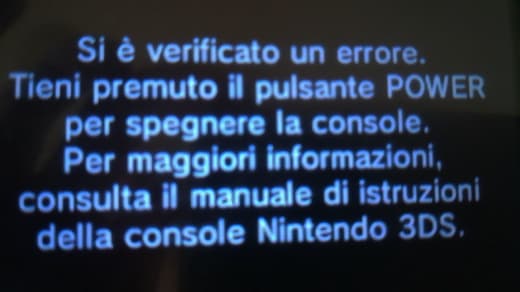 Si è verificato un errore.
Tieni premuto il pulsante POWER
per spegnere la console.
Per maggiori informazioni,
consulta il manuale di istruzioni
della console Nintendo 3DS.